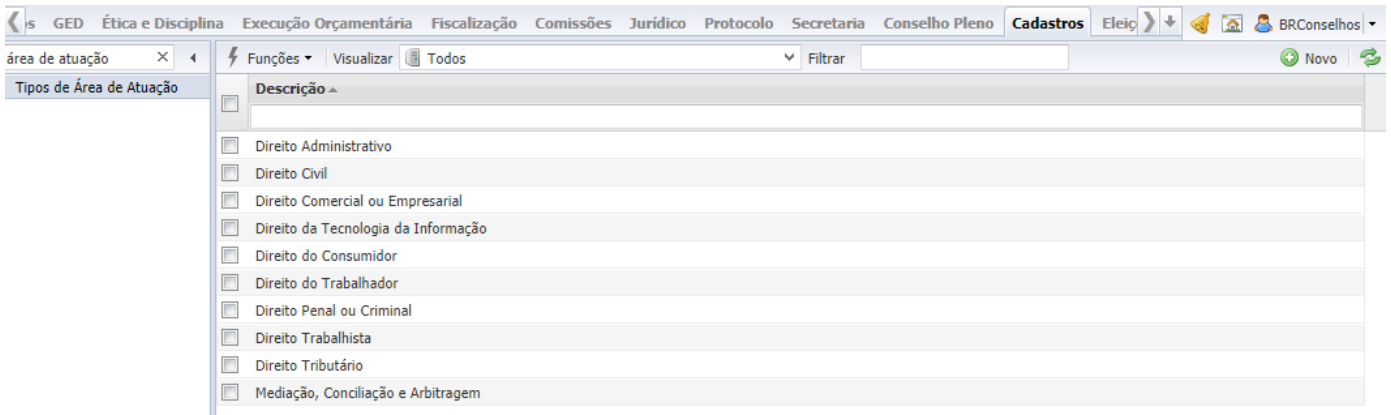 s GED Ética e Disciplina Execução Orçamentária Fiscalização Comissões Jurídico Protocolo Secretaria Conselho Pleno Cadastros Eleiç BRConselhos
área de atuação Funções Visualizar Todos Filtrar Novo
Tipos de Área de Atuação
Descrição
Direito Administrativo
Direito Civil
Direito Comercial ou Empresarial
Direito da Tecnologia da Informação
Direito do Consumidor
Direito do Trabalhador
Direito Penal ou Criminal
Direito Trabalhista
Direito Tributário
Mediação, Conciliação e Arbitragem